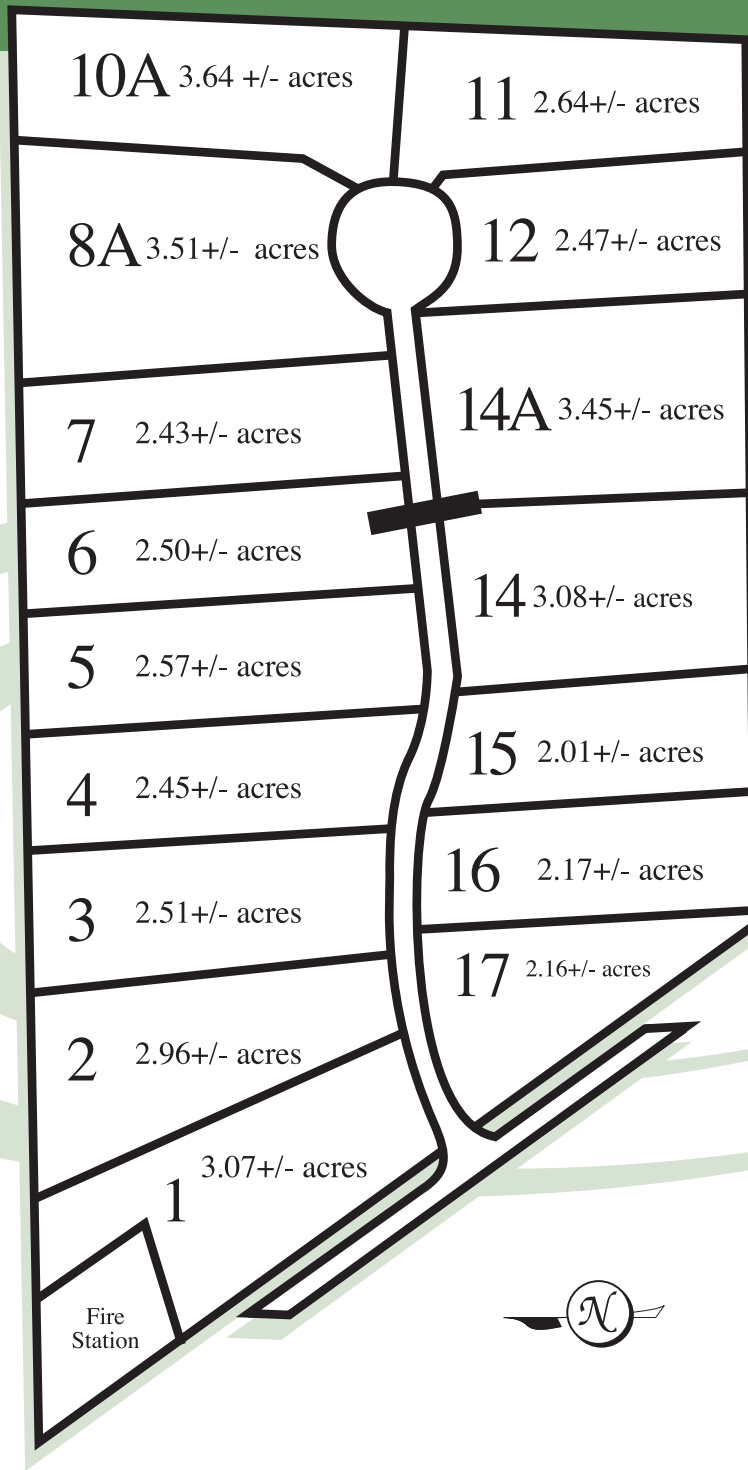 10A 3.64 +/- acres
11 2.64+/- acres
8A 3.51+/- acres
12 2.47+/- acres
7 2.43+/- acres
14A 3.45+/- acres
6 2.50+/- acres
14 3.08+/- acres
5 2.57+/- acres
15 2.01+/- acres
4 2.45+/- acres
16 2.17+/- acres
3 2.51+/- acres
17 2.16+/- acres
2 2.96+/- acres
1 3.07+/- acres
Fire
Station
N